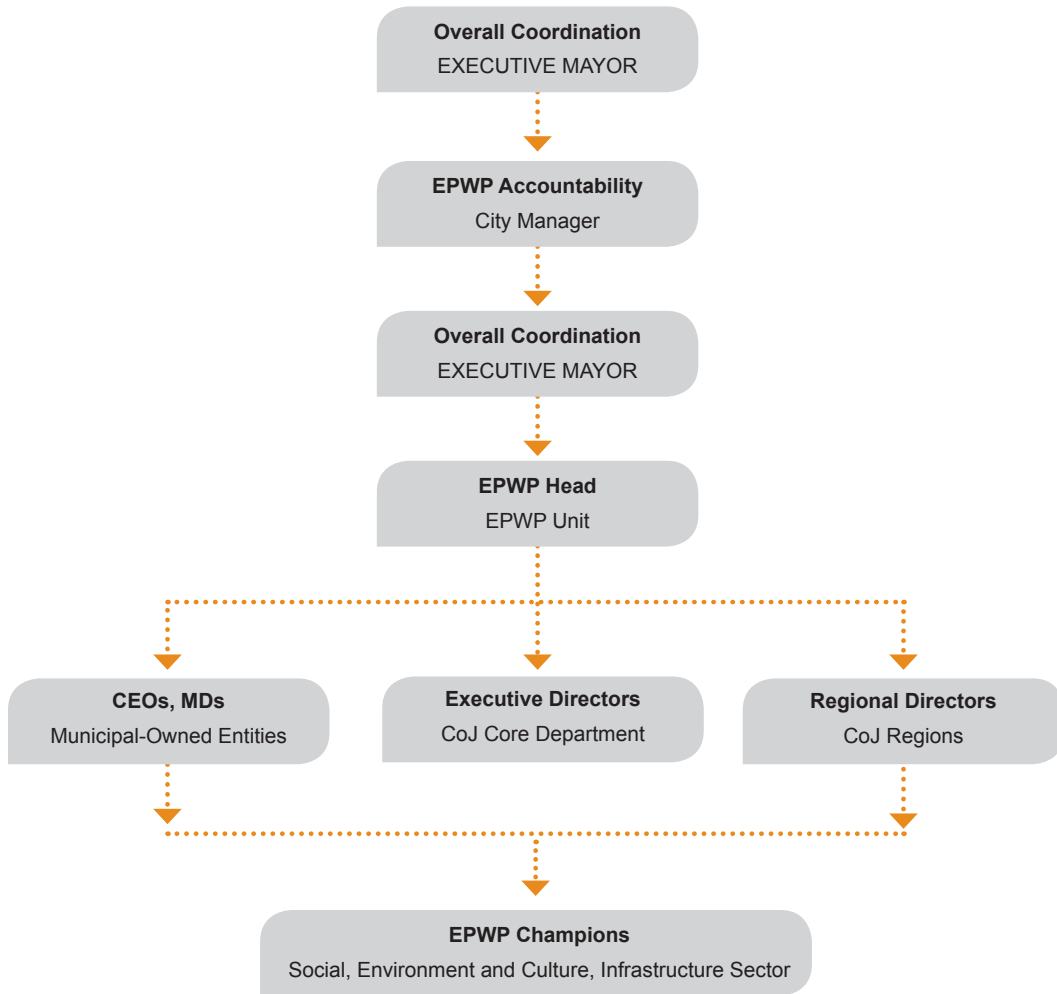 Overall Coordination
EXECUTIVE MAYOR
EPWP Accountability
City Manager
Overall Coordination
EXECUTIVE MAYOR
EPWP Head
EPWP Unit
CEOs, MDs
Municipal-Owned Entities
Executive Directors
CoJ Core Department
Regional Directors
CoJ Regions
EPWP Champions
Social, Environment and Culture, Infrastructure Sector